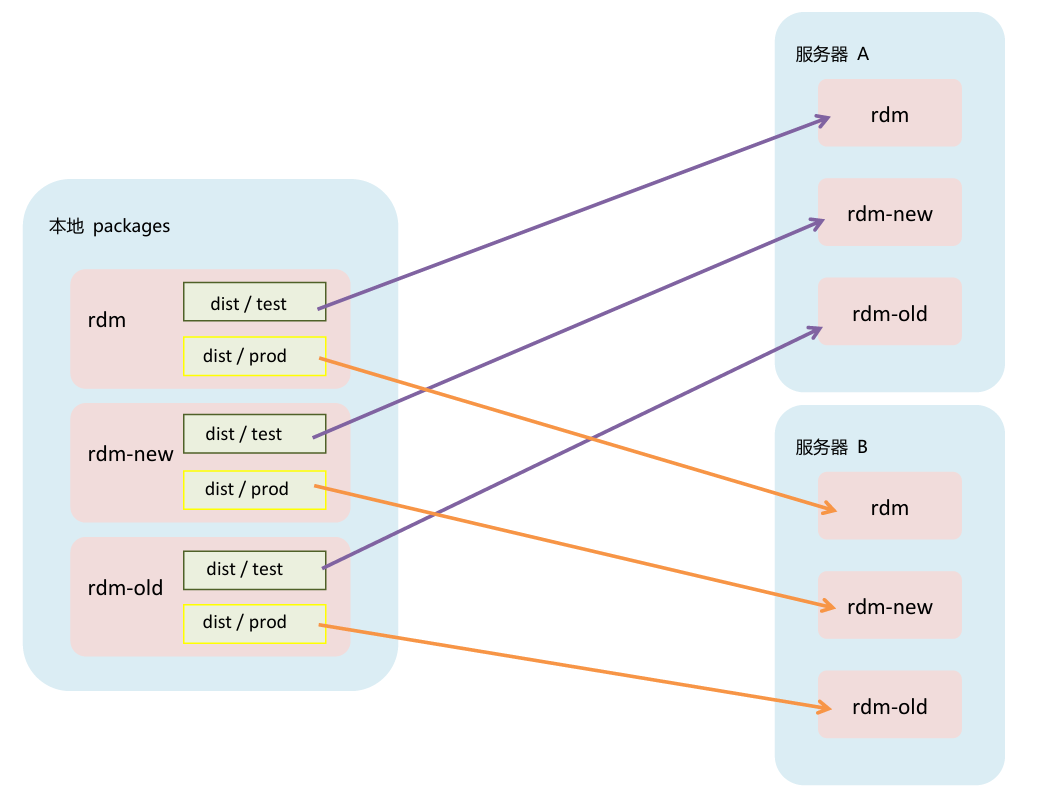 本地 packages
rdm
dist / test
dist / prod
rdm-new
dist / test
dist / prod
rdm-old
dist / test
dist / prod
服务器 A
rdm
rdm-new
rdm-old
服务器 B
rdm
rdm-new
rdm-old